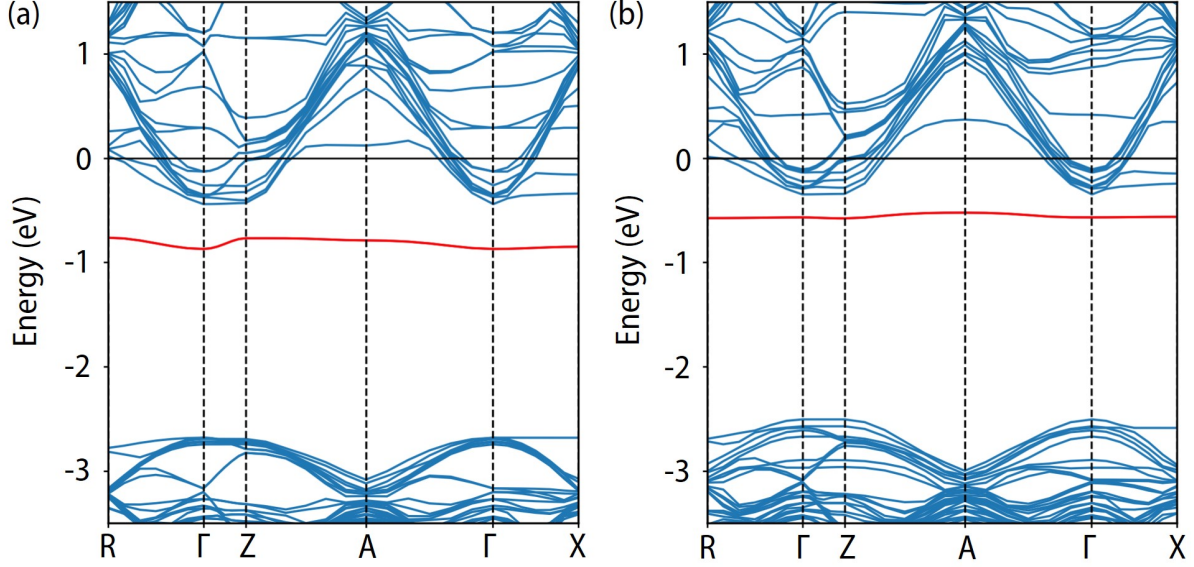 (a)
Energy (eV)
1
0
-1
-2
-3
R Γ Z A Γ X
(b)
Energy (eV)
1
0
-1
-2
-3
R Γ Z A Γ X